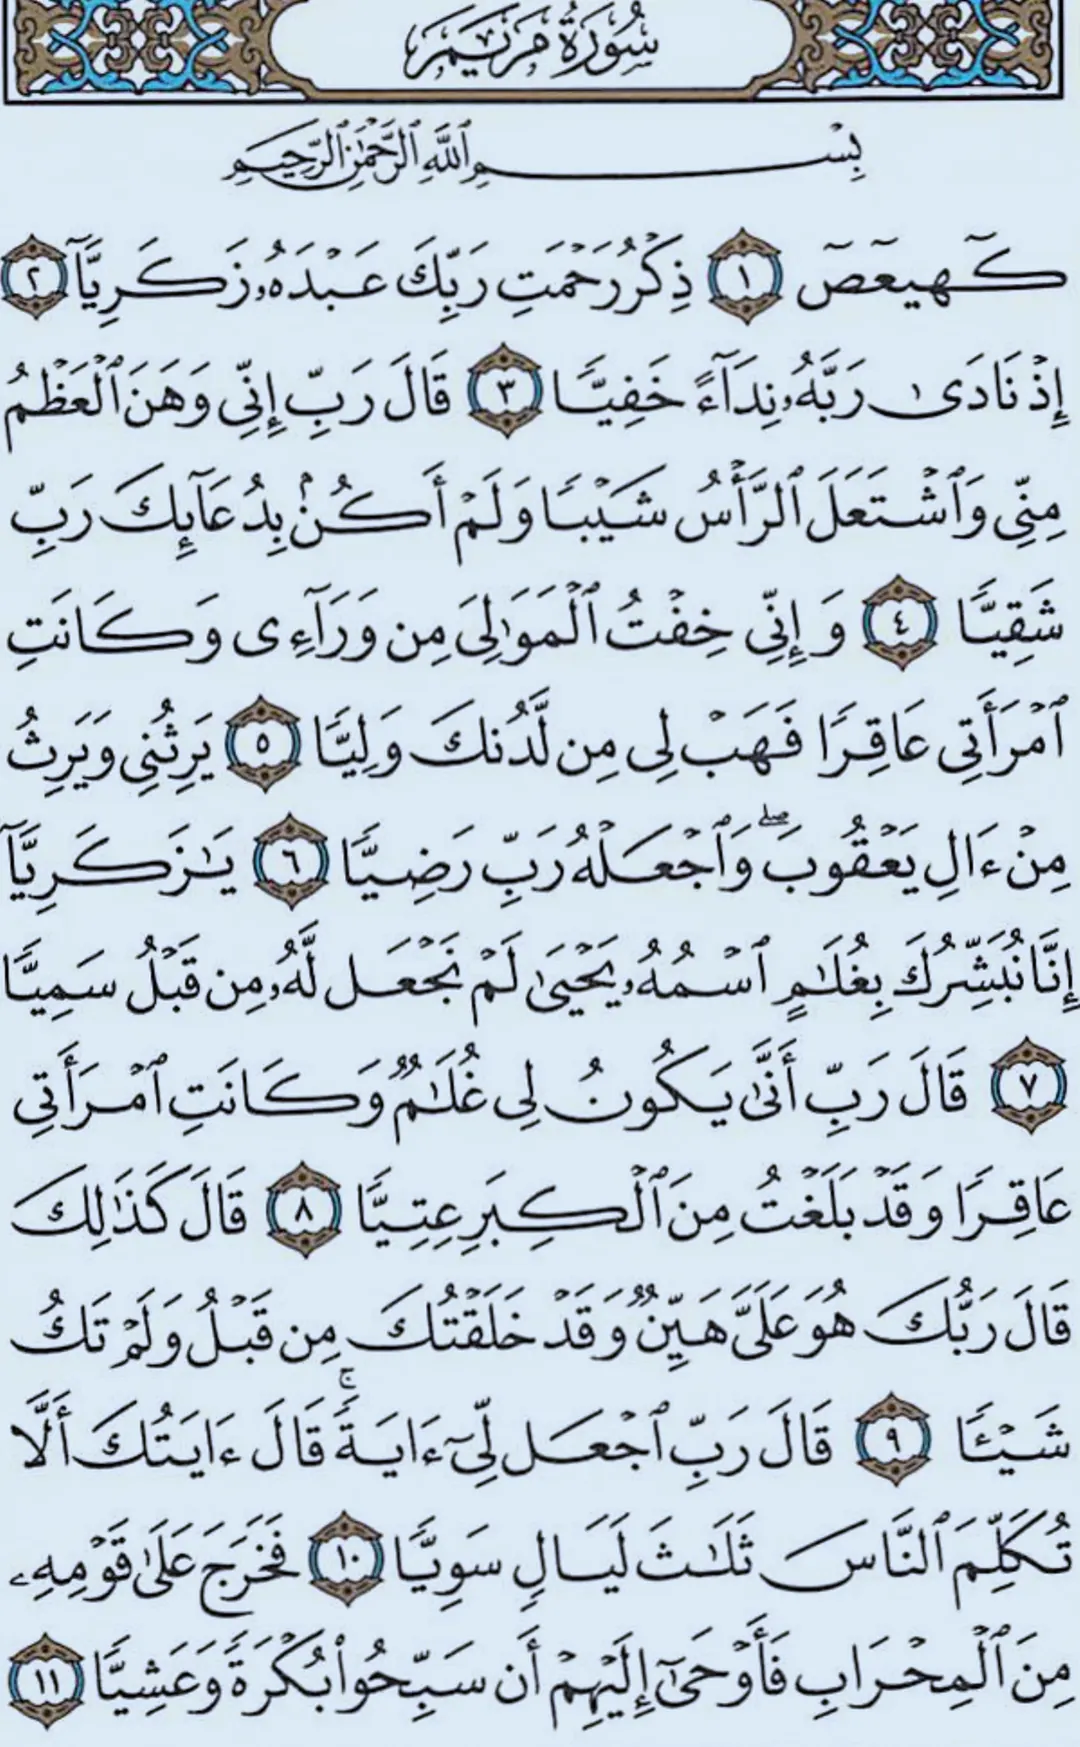 سُورَةُ مَرْيَمَ
بِسْمِ ٱللَّهِ ٱلرَّحْمَٰنِ ٱلرَّحِيمِ
كٓهيعٓصٓ ١ ذِكْرُ رَحْمَتِ رَبِّكَ عَبْدَهُۥ زَكَرِيَّآ ٢
إِذْ نَادَىٰ رَبَّهُۥ نِدَآءً خَفِيًّا ٣ قَالَ رَبِّ إِنِّى وَهَنَ ٱلْعَظْمُ
مِنِّى وَٱشْتَعَلَ ٱلرَّأْسُ شَيْبًا وَلَمْ أَكُنۢ بِدُعَآئِكَ رَبِّ
شَقِيًّا ٤ وَإِنِّى خِفْتُ ٱلْمَوَٰلِىَ مِن وَرَآءِى وَكَانَتِ
ٱمْرَأَتِى عَاقِرًا فَهَبْ لِى مِن لَّدُنكَ وَلِيًّا ٥ يَرِثُنِى وَيَرِثُ
مِنْ ءَالِ يَعْقُوبَ ۖ وَٱجْعَلْهُ رَبِّ رَضِيًّا ٦ يَـٰزَكَرِيَّآ
إِنَّا نُبَشِّرُكَ بِغُلَـٰمٍ ٱسْمُهُۥ يَحْيَىٰ لَمْ نَجْعَل لَّهُۥ مِن قَبْلُ سَمِيًّا
٧ قَالَ رَبِّ أَنَّىٰ يَكُونُ لِى غُلَـٰمٌ وَكَانَتِ ٱمْرَأَتِى
عَاقِرًا وَقَدْ بَلَغْتُ مِنَ ٱلْكِبَرِ عِتِيًّا ٨ قَالَ كَذَٰلِكَ
قَالَ رَبُّكَ هُوَ عَلَىَّ هَيِّنٌ وَقَدْ خَلَقْتُكَ مِن قَبْلُ وَلَمْ تَكُ
شَيْـًٔا ٩ قَالَ رَبِّ ٱجْعَل لِّىٓ ءَايَةً ۚ قَالَ ءَايَتُكَ أَلَّا
تُكَلِّمَ ٱلنَّاسَ ثَلَـٰثَ لَيَالٍ سَوِيًّا ١٠ فَخَرَجَ عَلَىٰ قَوْمِهِۦ
مِنَ ٱلْمِحْرَابِ فَأَوْحَىٰٓ إِلَيْهِمْ أَن سَبِّحُوا۟ بُكْرَةً وَعَشِيًّا ١١